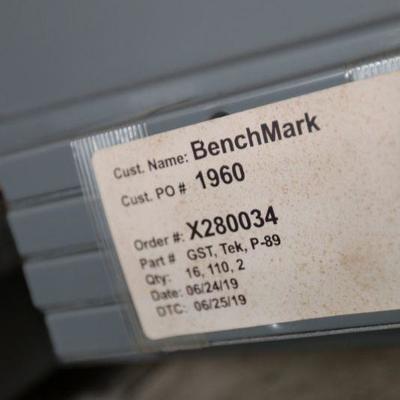 Cust. Name: BenchMark
Cust. PO # 1960
Order #: X280034
Part # GST, Tek, P-89
Qty: 16, 110, 2
Date: 06/24/19
DTC: 06/25/19